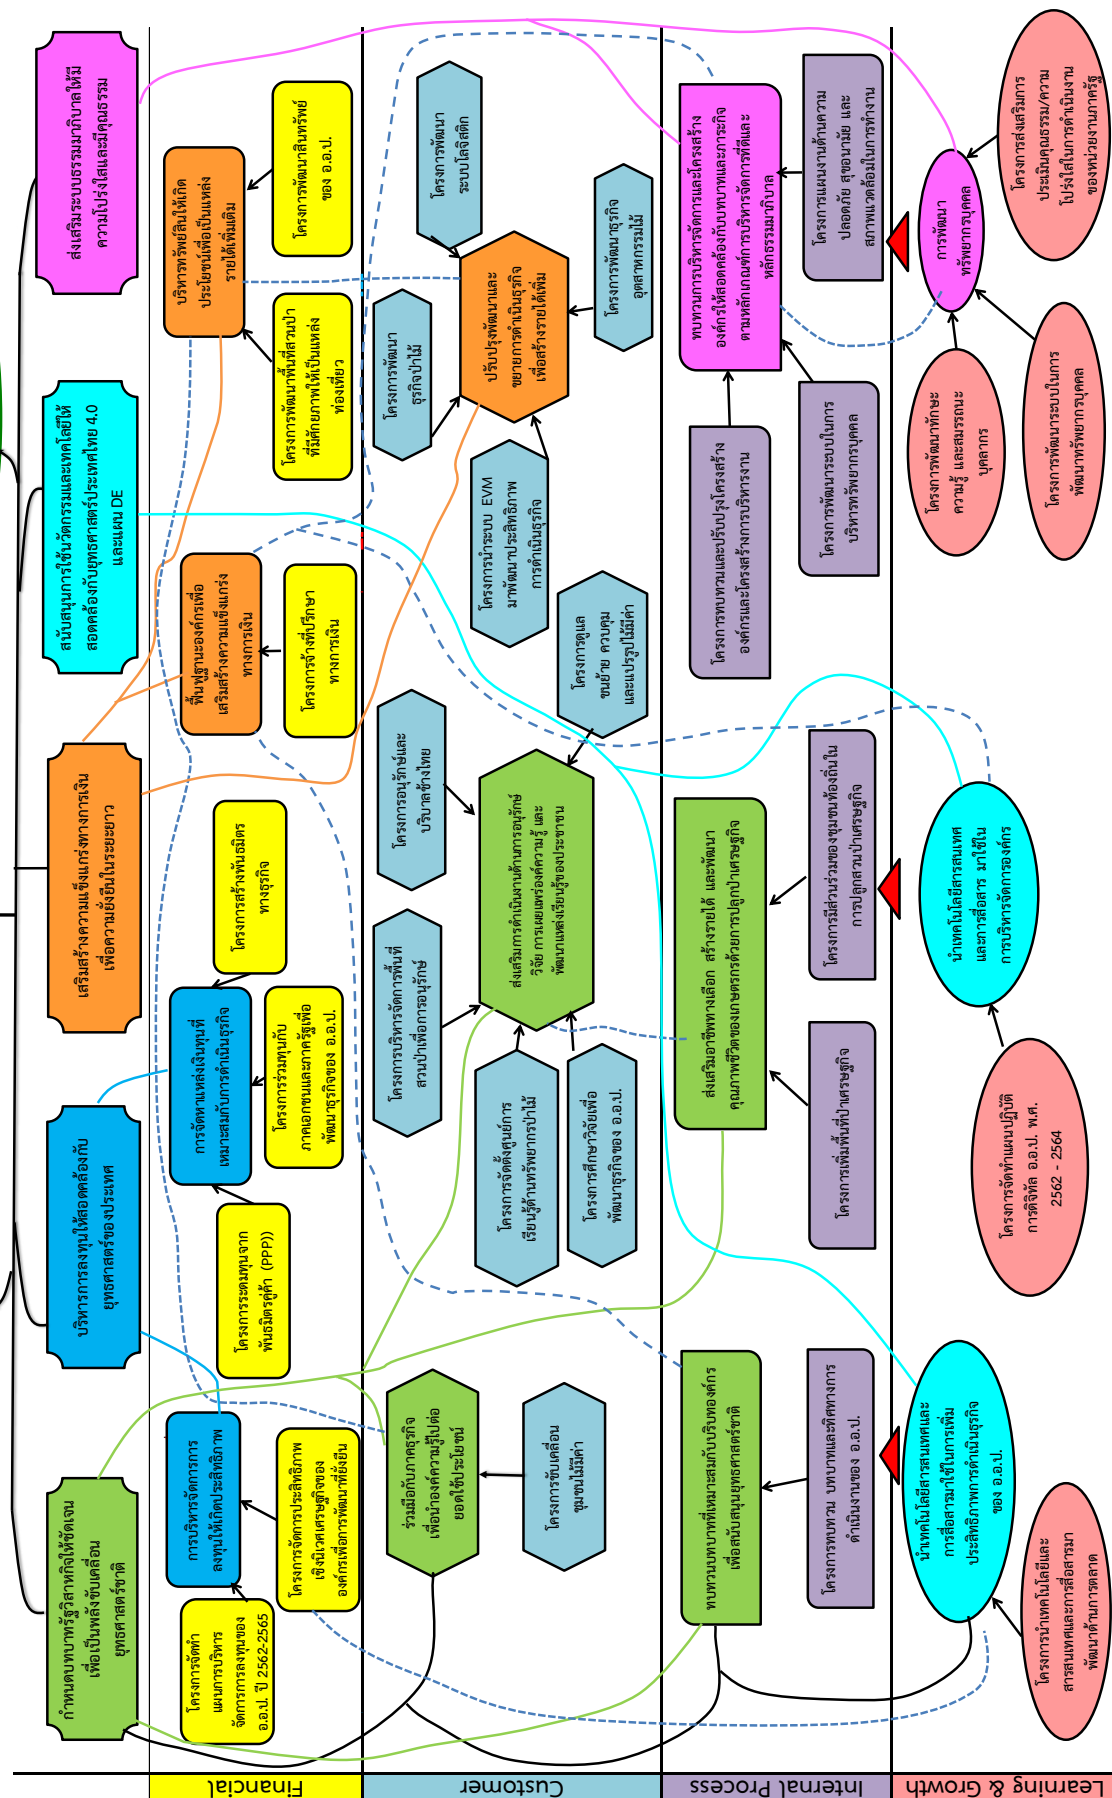 กำหนดบทบาทรัฐวิสาหกิจให้ชัดเจน
เพื่อเป็นพลังขับเคลื่อน
ยุทธศาสตร์ชาติ
บริหารการลงทุนให้สอดคล้องกับ
ยุทธศาสตร์ของประเทศ
เสริมสร้างความแข็งแกร่งทางการเงิน
เพื่อความยั่งยืนในระยะยาว
สนับสนุนการใช้นวัตกรรมและเทคโลยีให้
สอดคล้องกับยุทธศาสตร์ประเทศไทย 4.0
และแผน DE
ส่งเสริมระบบธรรมาภิบาลให้มี
ความโปร่งใสและมีคุณธรรม
Financial
โครงการจัดทำ
แผนการบริหาร
จัดการการลงทุนของ
อ.อ.ป. ปี 2562-2565
การบริหารจัดการการ
ลงทุนให้เกิดประสิทธิภาพ
โครงการจัดการประสิทธิภาพ
เชิงนิเวศเศรษฐกิจของ
องค์กรเพื่อการพัฒนาที่ยั่งยืน
โครงการระดมทุนจาก
พันธมิตรคู่ค้า (PPP))
การจัดหาแหล่งเงินทุนที่
เหมาะสมกับการดำเนินธุรกิจ
โครงการร่วมทุนกับ
ภาคเอกชนและภาครัฐเพื่อ
พัฒนาธุรกิจของ อ.อ.ป.
โครงการสร้างพันธมิตร
ทางธุรกิจ
ฟื้นฟูฐานะองค์กรเพื่อ
เสริมสร้างความแข็งแกร่ง
ทางการเงิน
โครงการจ้างที่ปรึกษา
ทางการเงิน
บริหารทรัพย์สินให้เกิด
ประโยชน์เพื่อเป็นแหล่ง
รายได้เพิ่มเติม
โครงการพัฒนาพื้นที่สวนป่า
ที่มีศักยภาพให้เป็นแหล่ง
ท่องเที่ยว
โครงการพัฒนาสินทรัพย์
ของ อ.อ.ป.
Customer
ร่วมมือกับภาคธุรกิจ
เพื่อนำองค์ความรู้ไปต่อ
ยอดใช้ประโยชน์
โครงการขับเคลื่อน
ชุมชนไม้มีค่า
โครงการบริหารจัดการพื้นที่
สวนป่าเพื่อการอนุรักษ์
โครงการอนุรักษ์และ
บริบาลช้างไทย
ส่งเสริมการดำเนินงานด้านการอนุรักษ์
วิจัย การเผยแพร่องค์ความรู้ และ
พัฒนาแหล่งเรียนรู้ของประชาชน
โครงการจัดตั้งศูนย์การ
เรียนรู้ด้านทรัพยากรป่าไม้
โครงการศึกษาวิจัยเพื่อ
พัฒนาธุรกิจของ อ.อ.ป.
โครงการดูแล
ขนย้าย ควบคุม
และแปรรูปไม้มีค่า
โครงการพัฒนา
ธุรกิจป่าไม้
โครงการพัฒนา
ระบบโลจิสติก
ปรับปรุงพัฒนาและ
ขยายการดำเนินธุรกิจ
เพื่อสร้างรายได้เพิ่ม
โครงการนำระบบ EVM
มาพัฒนาประสิทธิภาพ
การดำเนินธุรกิจ
โครงการพัฒนาธุรกิจ
อุตสาหกรรมไม้
Internal Process
ทบทวนบทบาทที่เหมาะสมกับบริบทองค์กร
เพื่อสนับสนุนยุทธศาสตร์ชาติ
โครงการทบทวน บทบาทและทิศทางการ
ดำเนินงานของ อ.อ.ป.
ส่งเสริมอาชีพทางเลือก สร้างรายได้ และพัฒนา
คุณภาพชีวิตของเกษตรกรด้วยการปลูกป่าเศรษฐกิจ
โครงการเพิ่มพื้นที่ป่าเศรษฐกิจ
โครงการมีส่วนร่วมของชุมชนท้องถิ่นใน
การปลูกสวนป่าเศรษฐกิจ
ทบทวนการบริหารจัดการและโครงสร้าง
องค์กรให้สอดคล้องกับบทบาทและภาระกิจ
ตามหลักเกณฑ์การบริหารจัดการที่ดีและ
หลักธรรมาภิบาล
โครงการทบทวนและปรับปรุงโครงสร้าง
องค์กรและโครงสร้างการบริหารงาน
โครงการพัฒนาระบบในการ
บริหารทรัพยากรบุคคล
โครงการแผนงานด้านความ
ปลอดภัย สุขอนามัย และ
สภาพแวดล้อมในการทำงาน
Learning & Growth
นำเทคโนโลยีสารสนเทศและ
การสื่อสารมาใช้ในการเพิ่ม
ประสิทธิภาพการดำเนินธุรกิจ
ของ อ.อ.ป.
โครงการนำเทคโนโลยีและ
สารสนเทศและการสื่อสารมา
พัฒนาด้านการตลาด
นำเทคโนโลยีสารสนเทศ
และการสื่อสาร มาใช้ใน
การบริหารจัดการองค์กร
โครงการจัดทำแผนปฏิบัติ
การดิจิทัล อ.อ.ป. พ.ศ.
2562 - 2564
การพัฒนา
ทรัพยากรบุคคล
โครงการพัฒนาทักษะ
ความรู้ และสมรรถนะ
บุคลากร
โครงการพัฒนาระบบในการ
พัฒนาทรัพยากรบุคคล
โครงการส่งเสริมการ
ประเมินคุณธรรม/ความ
โปร่งใสในการดำเนินงาน
ของหน่วยงานภาครัฐ